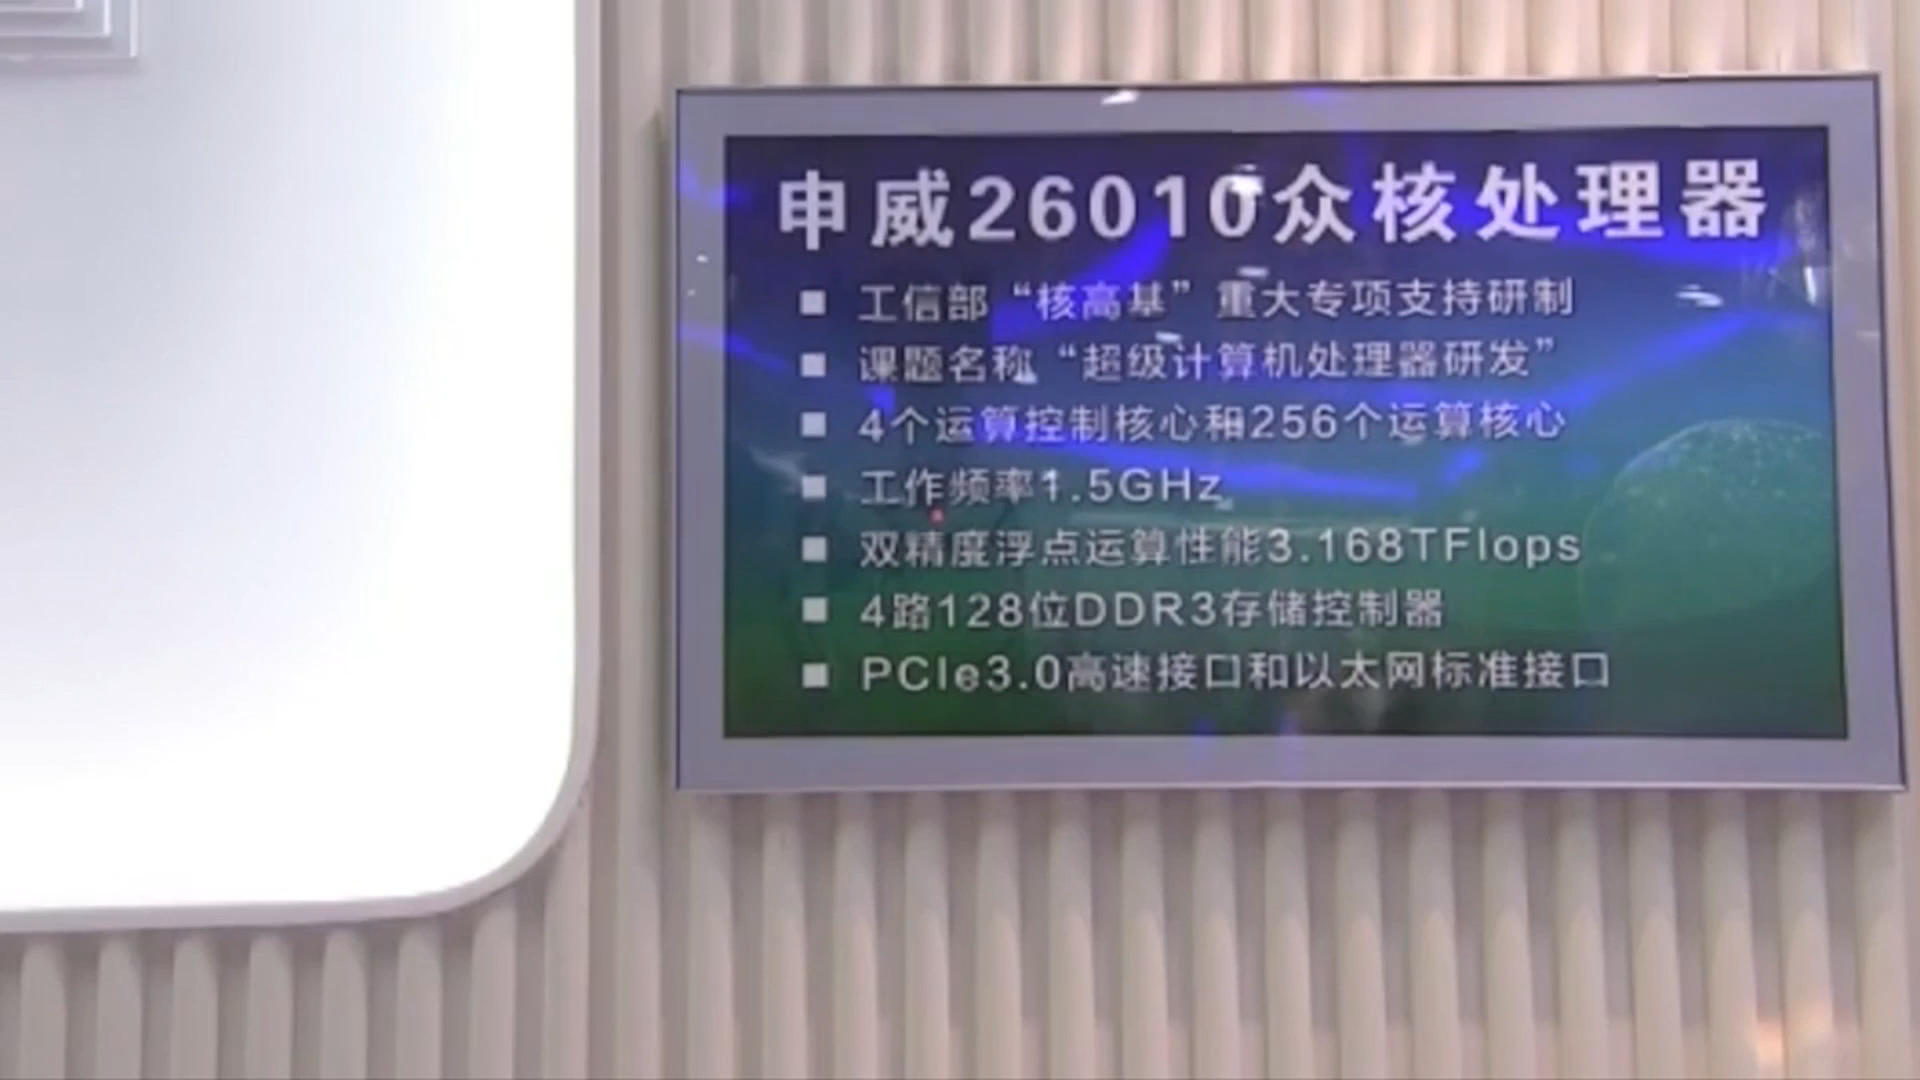 申威26010众核处理器
■ 工信部“核高基”重大专项支持研制
■ 课题名称“超级计算机处理器研发”
■ 4个运算控制核心和256个运算核心
■ 工作频率1.5GHz
■ 双精度浮点运算性能3.168TFlops
■ 4路128位DDR3存储控制器
■ PCIe3.0高速接口和以太网标准接口